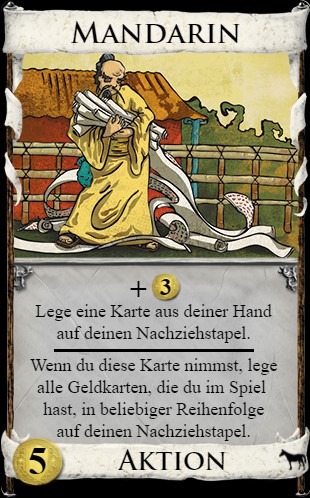 MANDARIN
+ 3
Lege eine Karte aus deiner Hand
auf deinen Nachziehstapel.
Wenn du diese Karte nimmst, lege
alle Geldkarten, die du im Spiel
hast, in beliebiger Reihenfolge
auf deinen Nachziehstapel.
5 AKTION